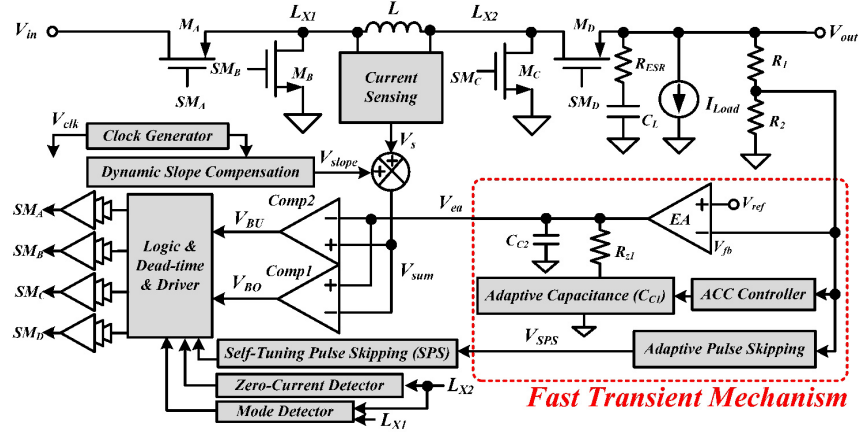 V_in
M_A
L_X1
L
L_X2
M_D
V_out
SM_A
SM_B
M_B
Current
Sensing
SM_C
M_C
SM_D
R_ESR
C_L
I_Load
R_1
R_2
V_clk
Clock Generator
V_s
Dynamic Slope Compensation
V_slope
+
+
SM_A
SM_B
SM_C
SM_D
Logic &
Dead-time
& Driver
V_BU
V_BO
Comp2
−
+
Comp1
+
−
V_sum
V_ea
EA
+
−
V_ref
V_fb
C_C2
R_z1
Adaptive Capacitance (C_C1)
ACC Controller
Self-Tuning Pulse Skipping (SPS)
V_SPS
Adaptive Pulse Skipping
Zero-Current Detector
L_X2
Mode Detector
L_X1
Fast Transient Mechanism